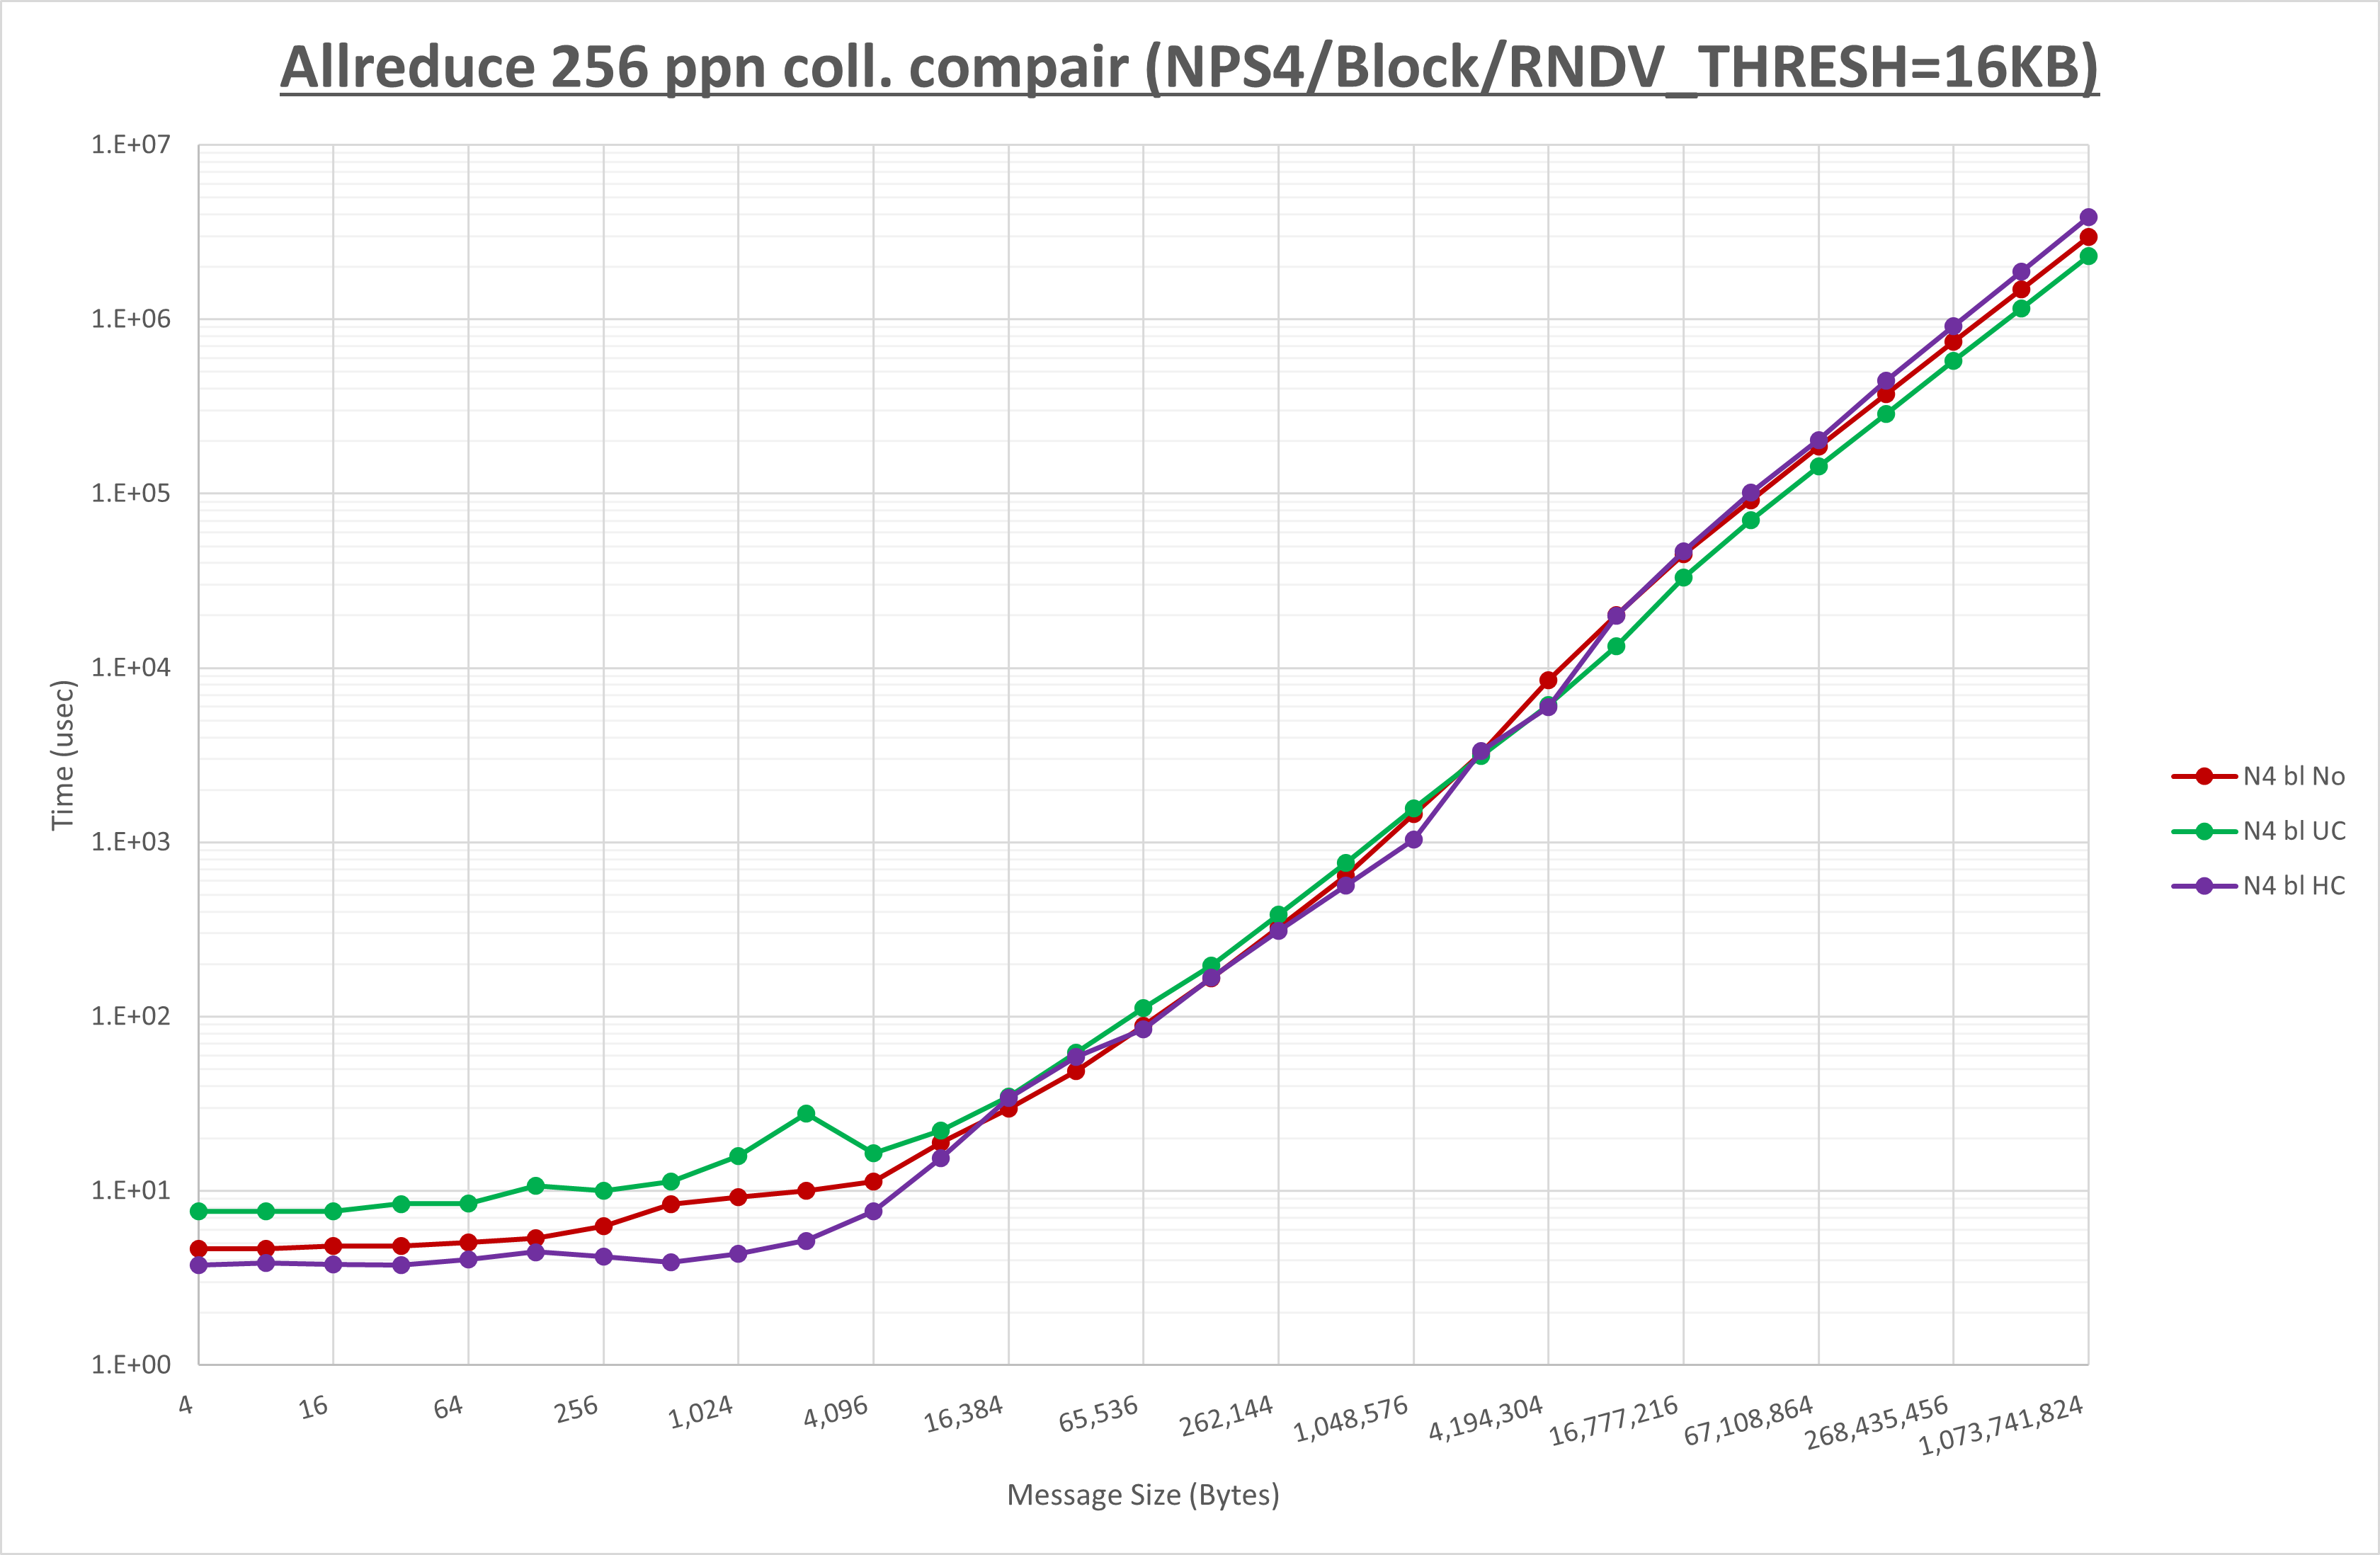 Allreduce 256 ppn coll. compair (NPS4/Block/RNDV_THRESH=16KB)
1.E+07
1.E+06
1.E+05
1.E+04
1.E+03
1.E+02
1.E+01
1.E+00
Time (usec)
4 16 64 256 1,024 4,096 16,384 65,536 262,144 1,048,576 4,194,304 16,777,216 67,108,864 268,435,456 1,073,741,824
Message Size (Bytes)
N4 bl No
N4 bl UC
N4 bl HC